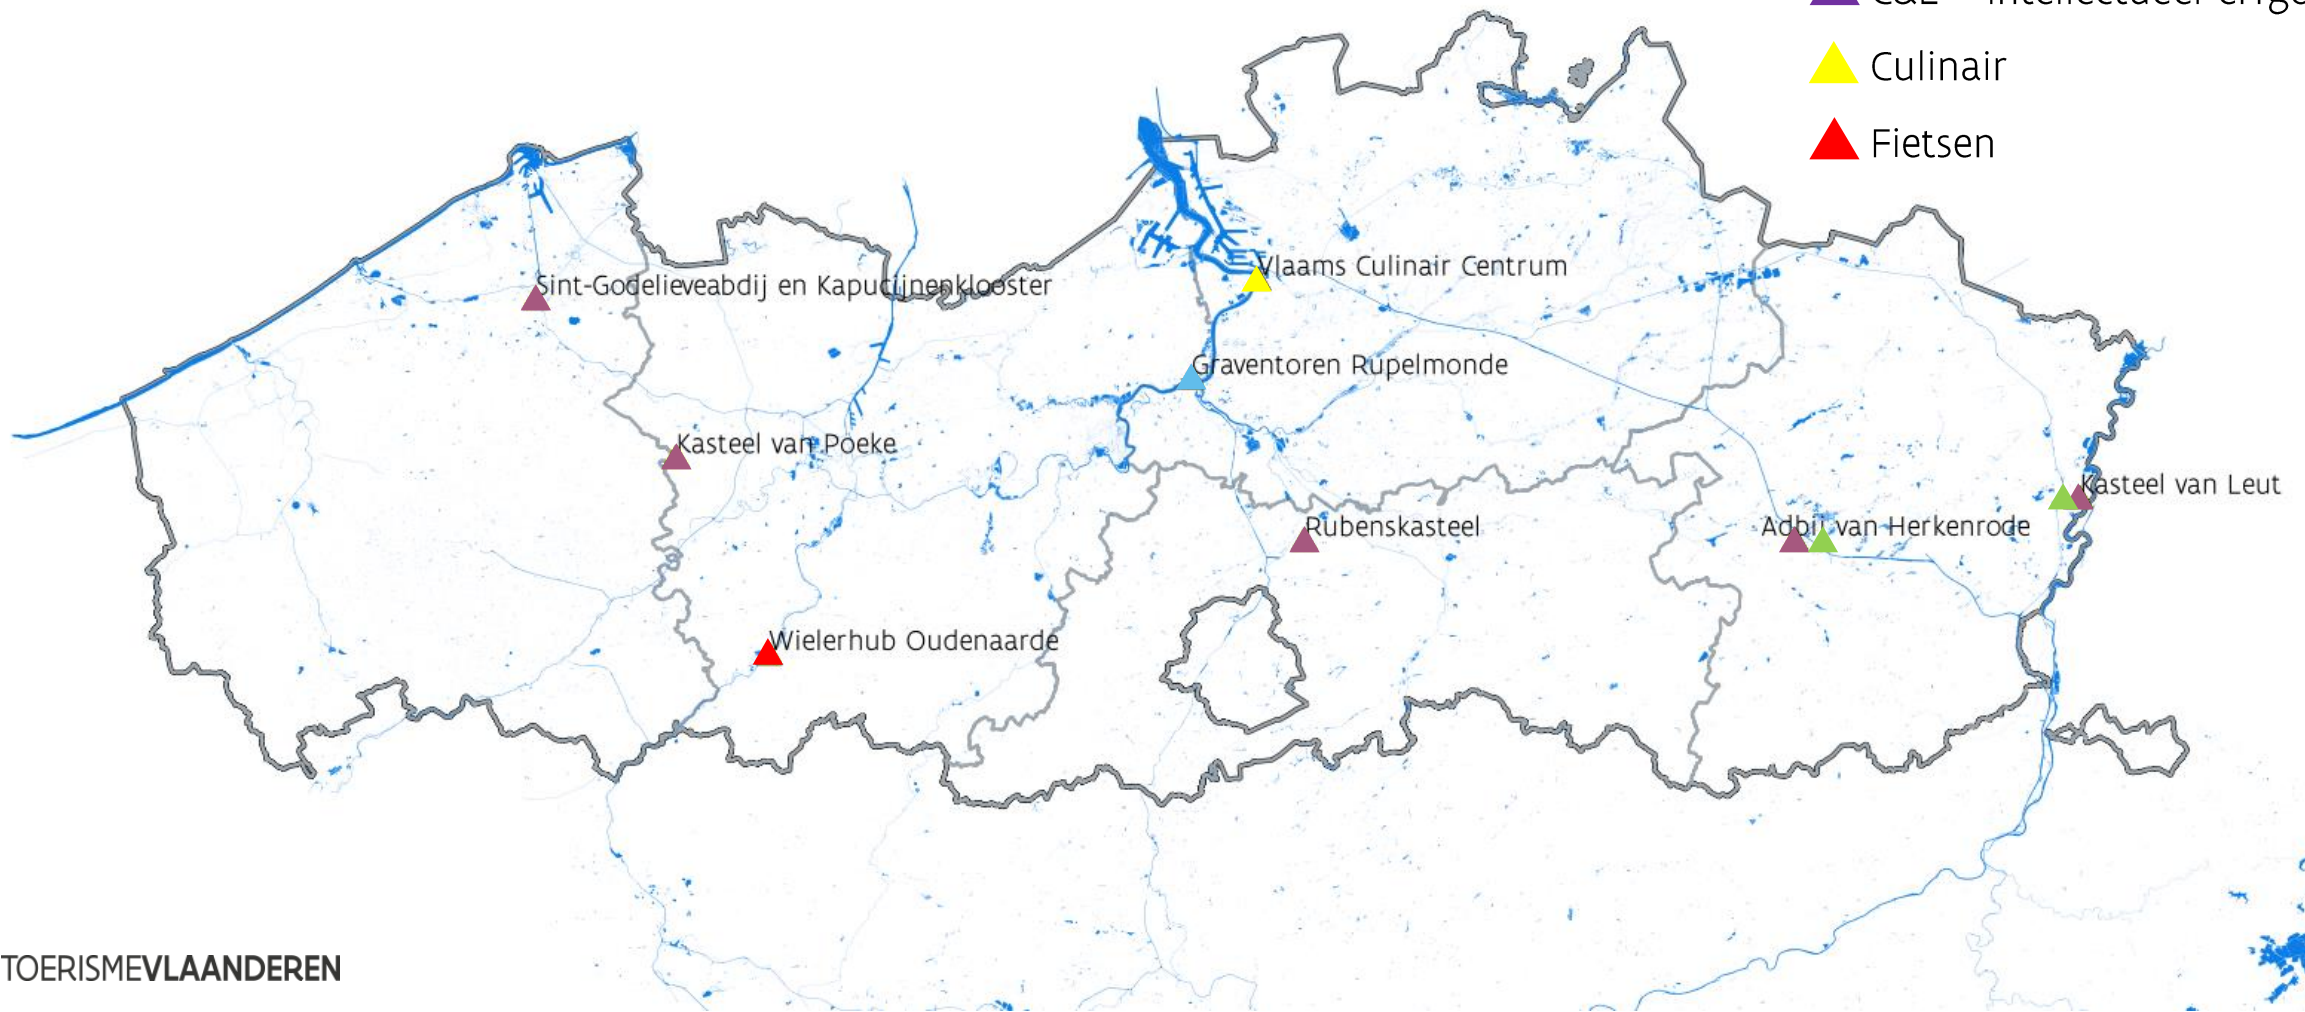 Culinair
Fietsen
Vlaams Culinair Centrum
Sint-Godelieveabdij en Kapucijnenklooster
Graventoren Rupelmonde
Kasteel van Poeke
Kasteel van Leut
Rubenskasteel
Adbij van Herkenrode
Wielerhub Oudenaarde
TOERISMEVLAANDEREN